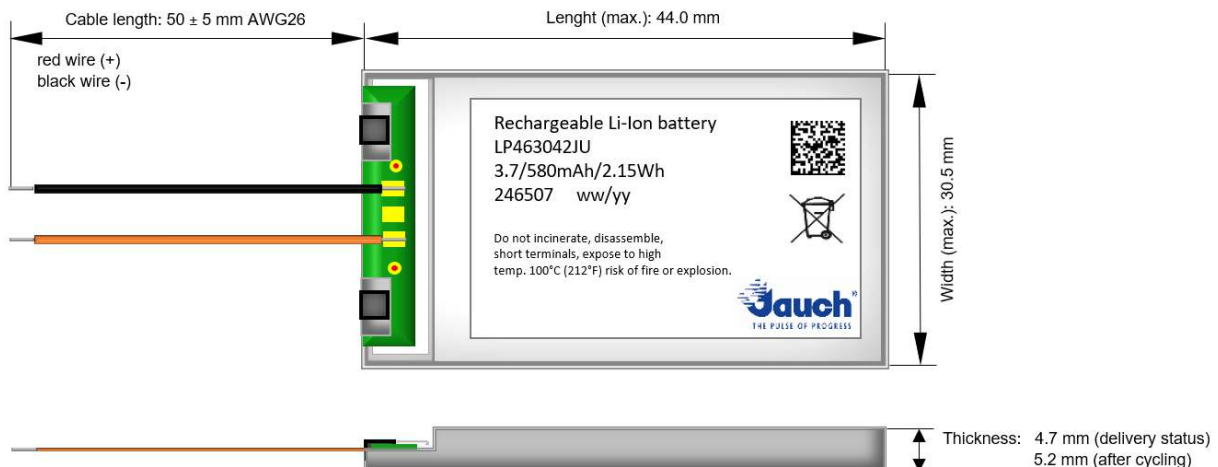 Cable length: 50 ± 5 mm AWG26
Lenght (max.): 44.0 mm
red wire (+)
black wire (-)
Rechargeable Li-Ion battery
LP463042JU
3.7/580mAh/2.15Wh
246507 ww/yy
Do not incinerate, disassemble,
short terminals, expose to high
temp. 100°C (212°F) risk of fire or explosion.
Jauch®
THE PULSE OF PROGRESS
Width (max.): 30.5 mm
Thickness: 4.7 mm (delivery status)
5.2 mm (after cycling)